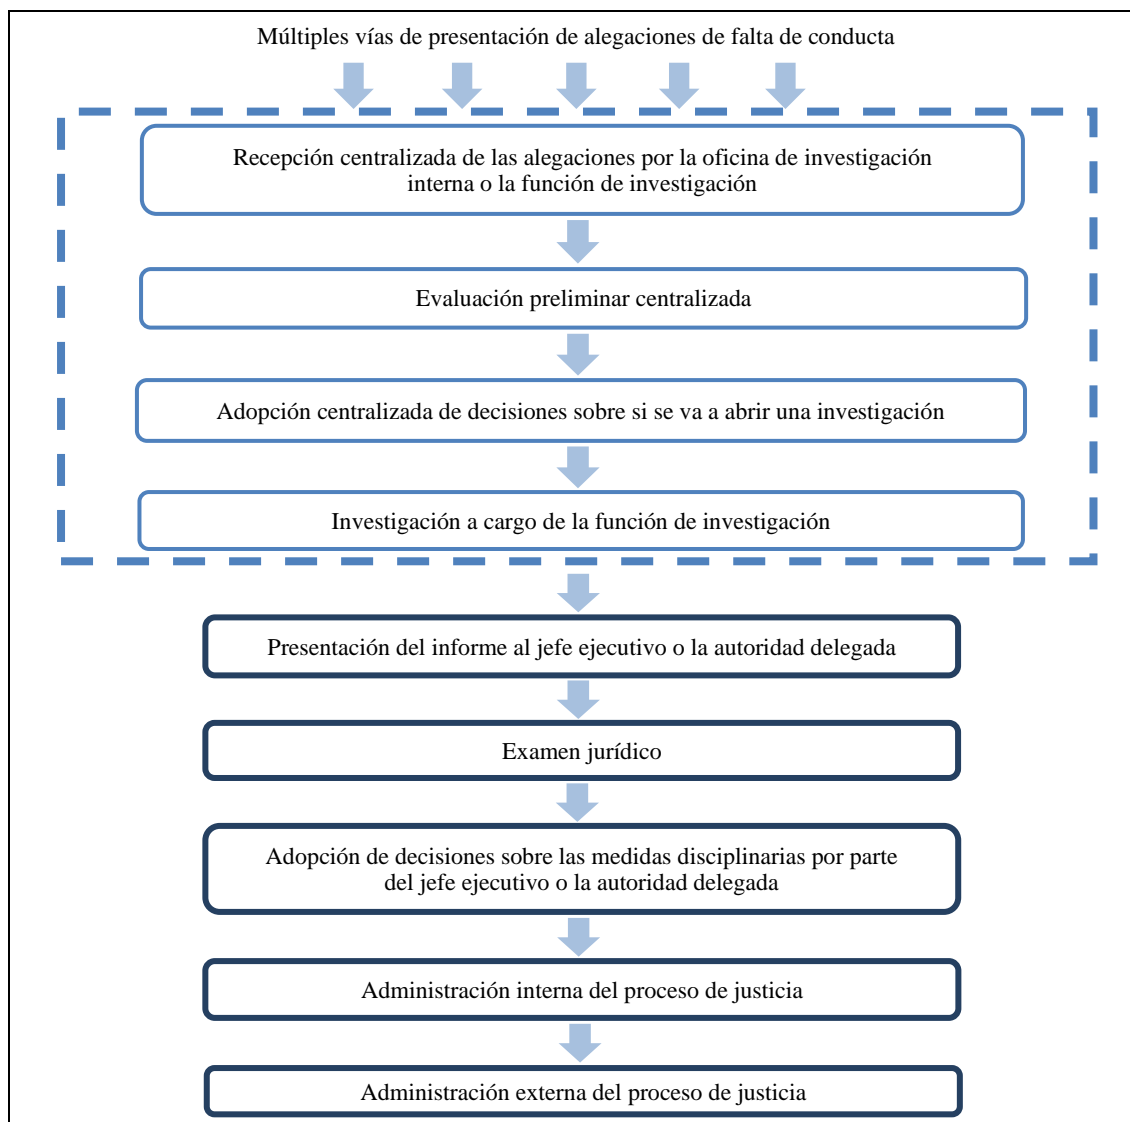 Múltiples vías de presentación de alegaciones de falta de conducta
Recepción centralizada de las alegaciones por la oficina de investigación
interna o la función de investigación
Evaluación preliminar centralizada
Adopción centralizada de decisiones sobre si se va a abrir una investigación
Investigación a cargo de la función de investigación
Presentación del informe al jefe ejecutivo o la autoridad delegada
Examen jurídico
Adopción de decisiones sobre las medidas disciplinarias por parte
del jefe ejecutivo o la autoridad delegada
Administración interna del proceso de justicia
Administración externa del proceso de justicia